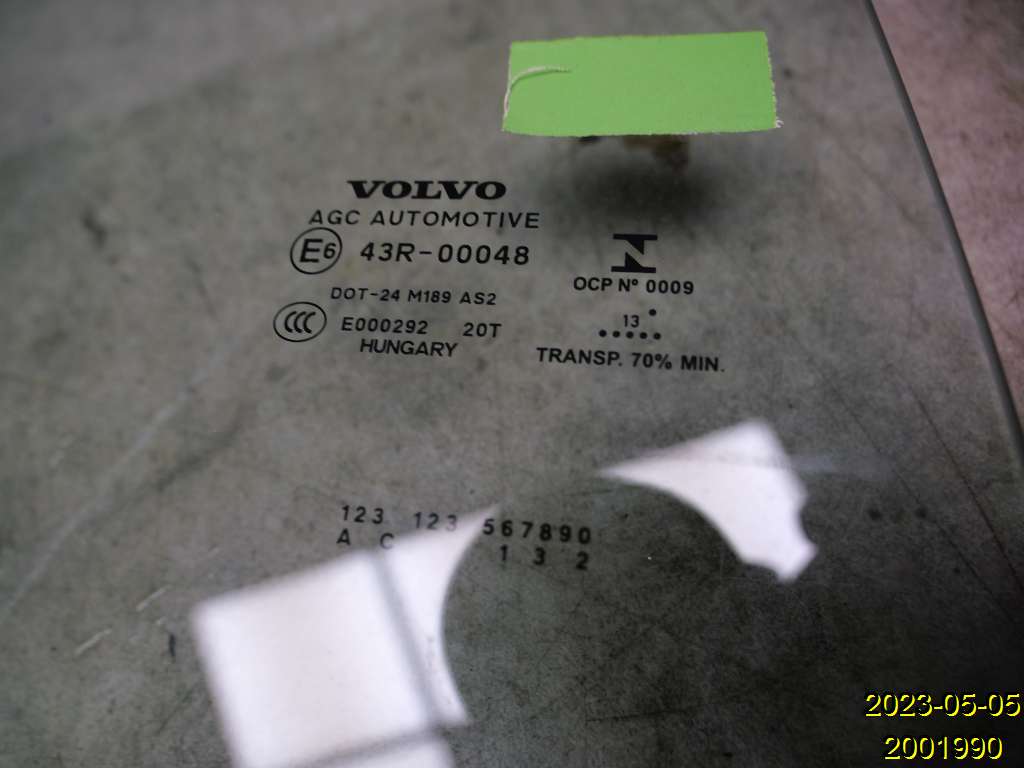 VOLVO
AGC AUTOMOTIVE
E6 43R-00048
DOT-24 M189 AS2
CCC E000292 20T
HUNGARY
N
OCP Nº 0009
13
TRANSP. 70% MIN.
123 123 567890
A C 1 3 2
2023-05-05
2001990